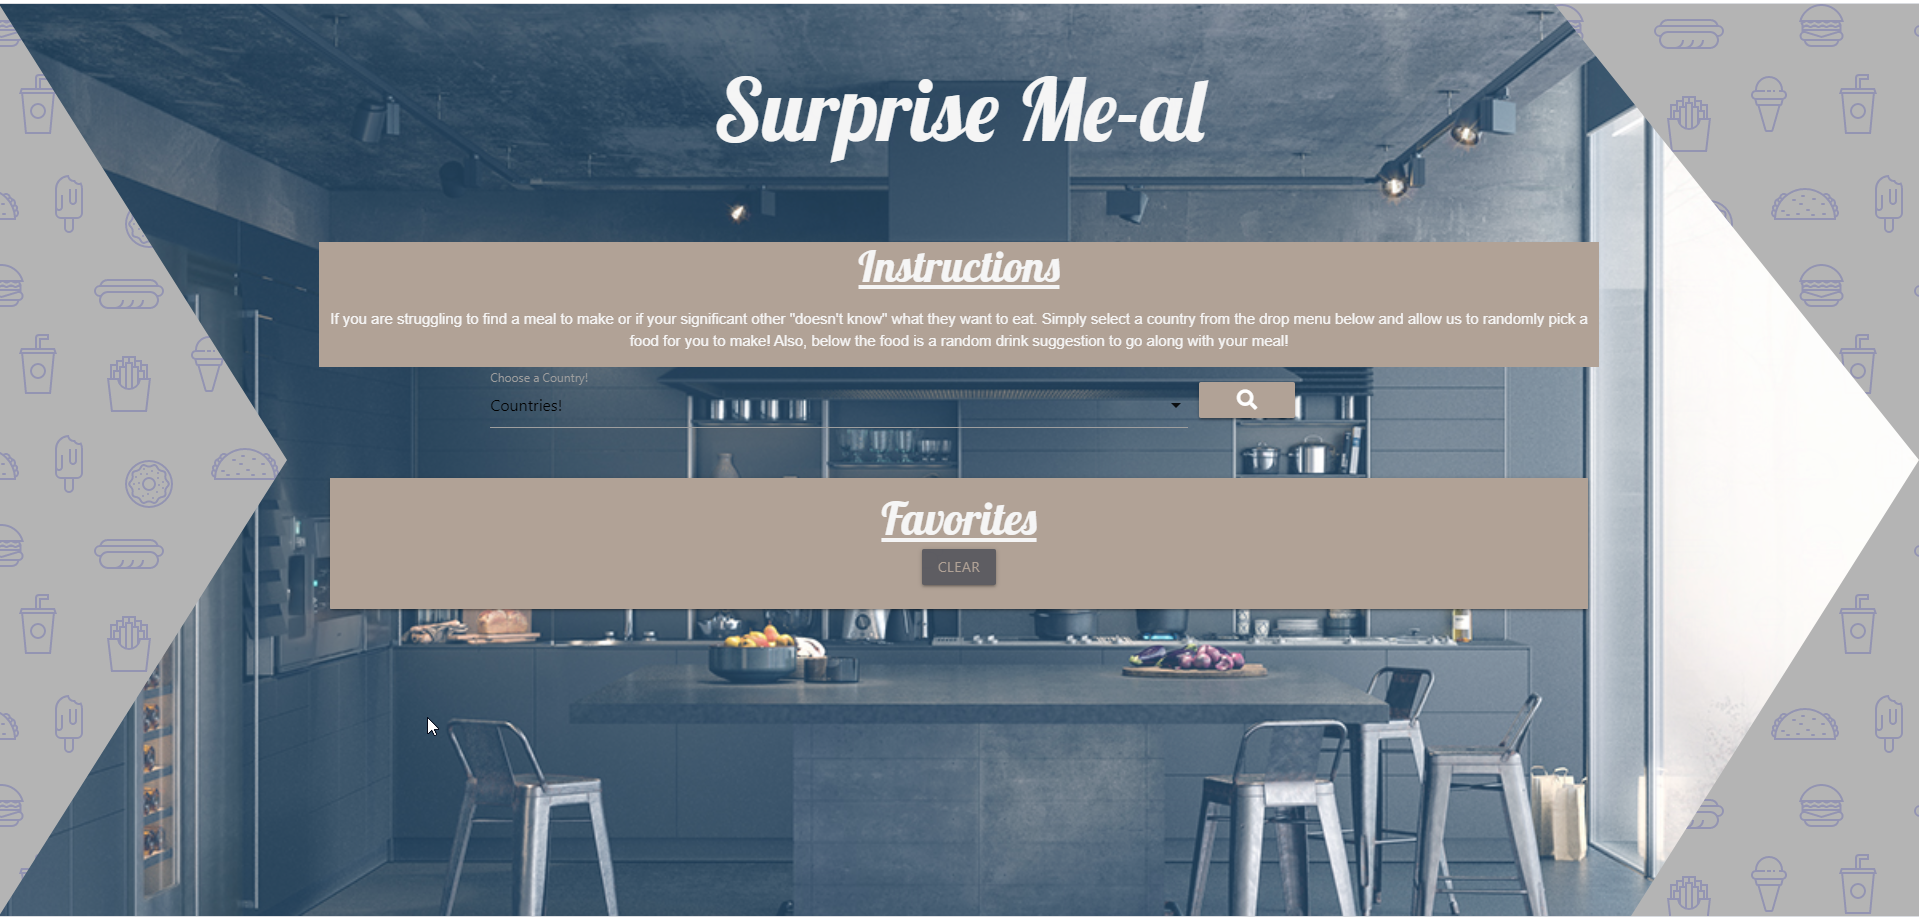 Surprise Me-al
Instructions
If you are struggling to find a meal to make or if your significant other "doesn't know" what they want to eat. Simply select a country from the drop menu below and allow us to randomly pick a
food for you to make! Also, below the food is a random drink suggestion to go along with your meal!
Choose a Country!
Countries!
Favorites
CLEAR